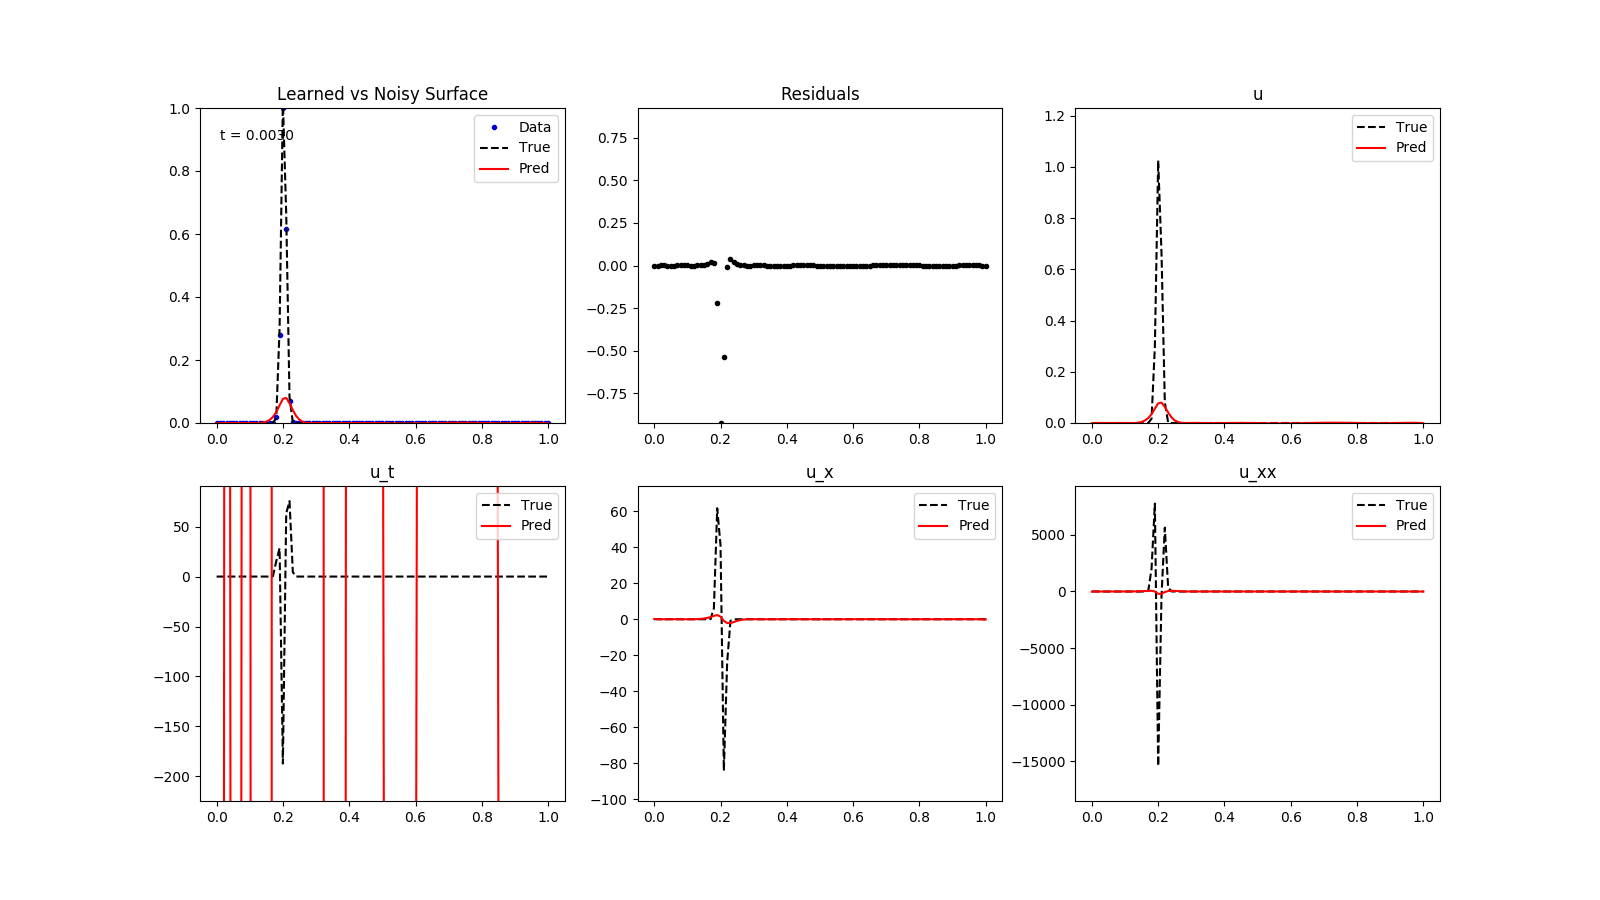 Learned vs Noisy Surface
t = 0.0030
Data
True
Pred
1.0
0.8
0.6
0.4
0.2
0.0
0.0 0.2 0.4 0.6 0.8 1.0
Residuals
0.75
0.50
0.25
0.00
−0.25
−0.50
−0.75
0.0 0.2 0.4 0.6 0.8 1.0
u
True
Pred
1.2
1.0
0.8
0.6
0.4
0.2
0.0
0.0 0.2 0.4 0.6 0.8 1.0
u_t
True
Pred
50
0
−50
−100
−150
−200
0.0 0.2 0.4 0.6 0.8 1.0
u_x
True
Pred
60
40
20
0
−20
−40
−60
−80
−100
0.0 0.2 0.4 0.6 0.8 1.0
u_xx
True
Pred
5000
0
−5000
−10000
−15000
0.0 0.2 0.4 0.6 0.8 1.0